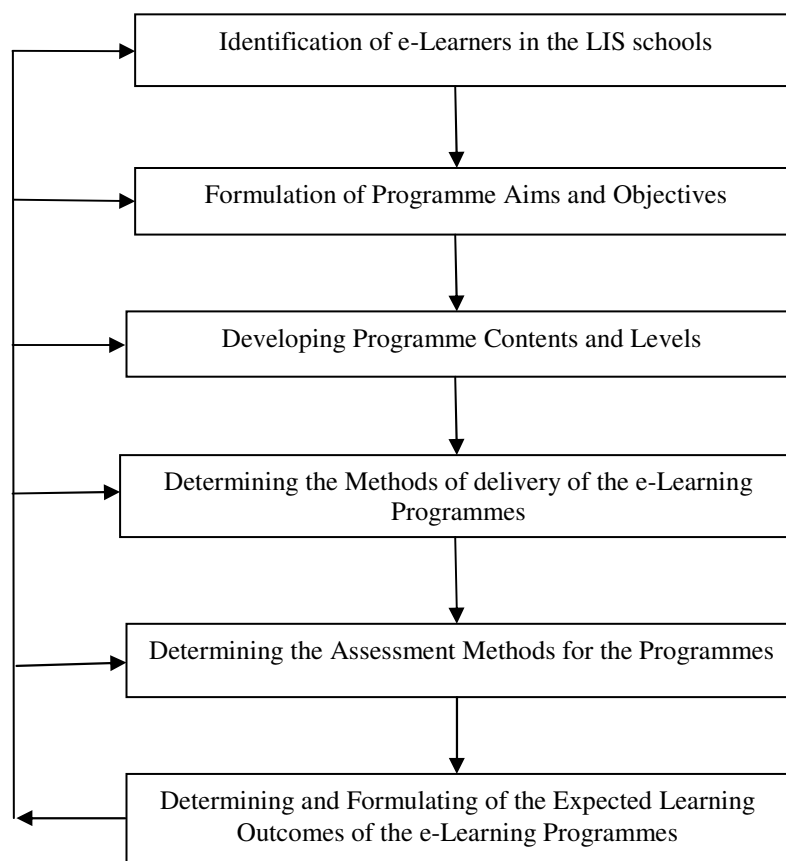 Identification of e-Learners in the LIS schools
Formulation of Programme Aims and Objectives
Developing Programme Contents and Levels
Determining the Methods of delivery of the e-Learning
Programmes
Determining the Assessment Methods for the Programmes
Determining and Formulating of the Expected Learning
Outcomes of the e-Learning Programmes